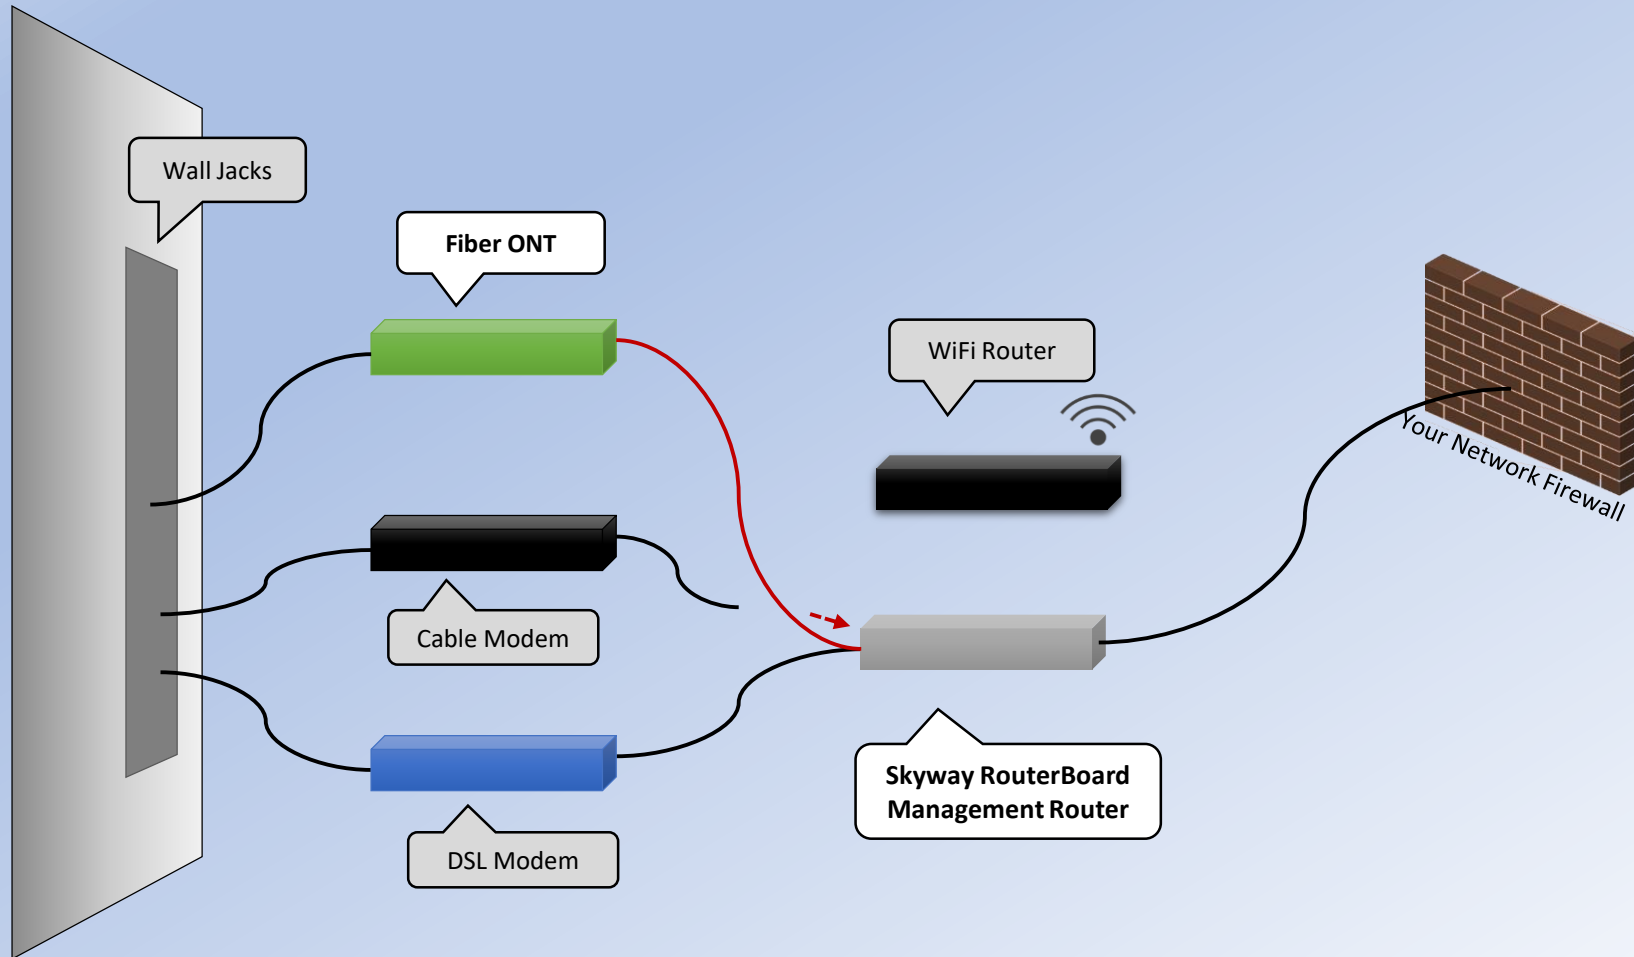 Wall Jacks
Fiber ONT
WiFi Router
Your Network Firewall
Cable Modem
Skyway RouterBoard
Management Router
DSL Modem